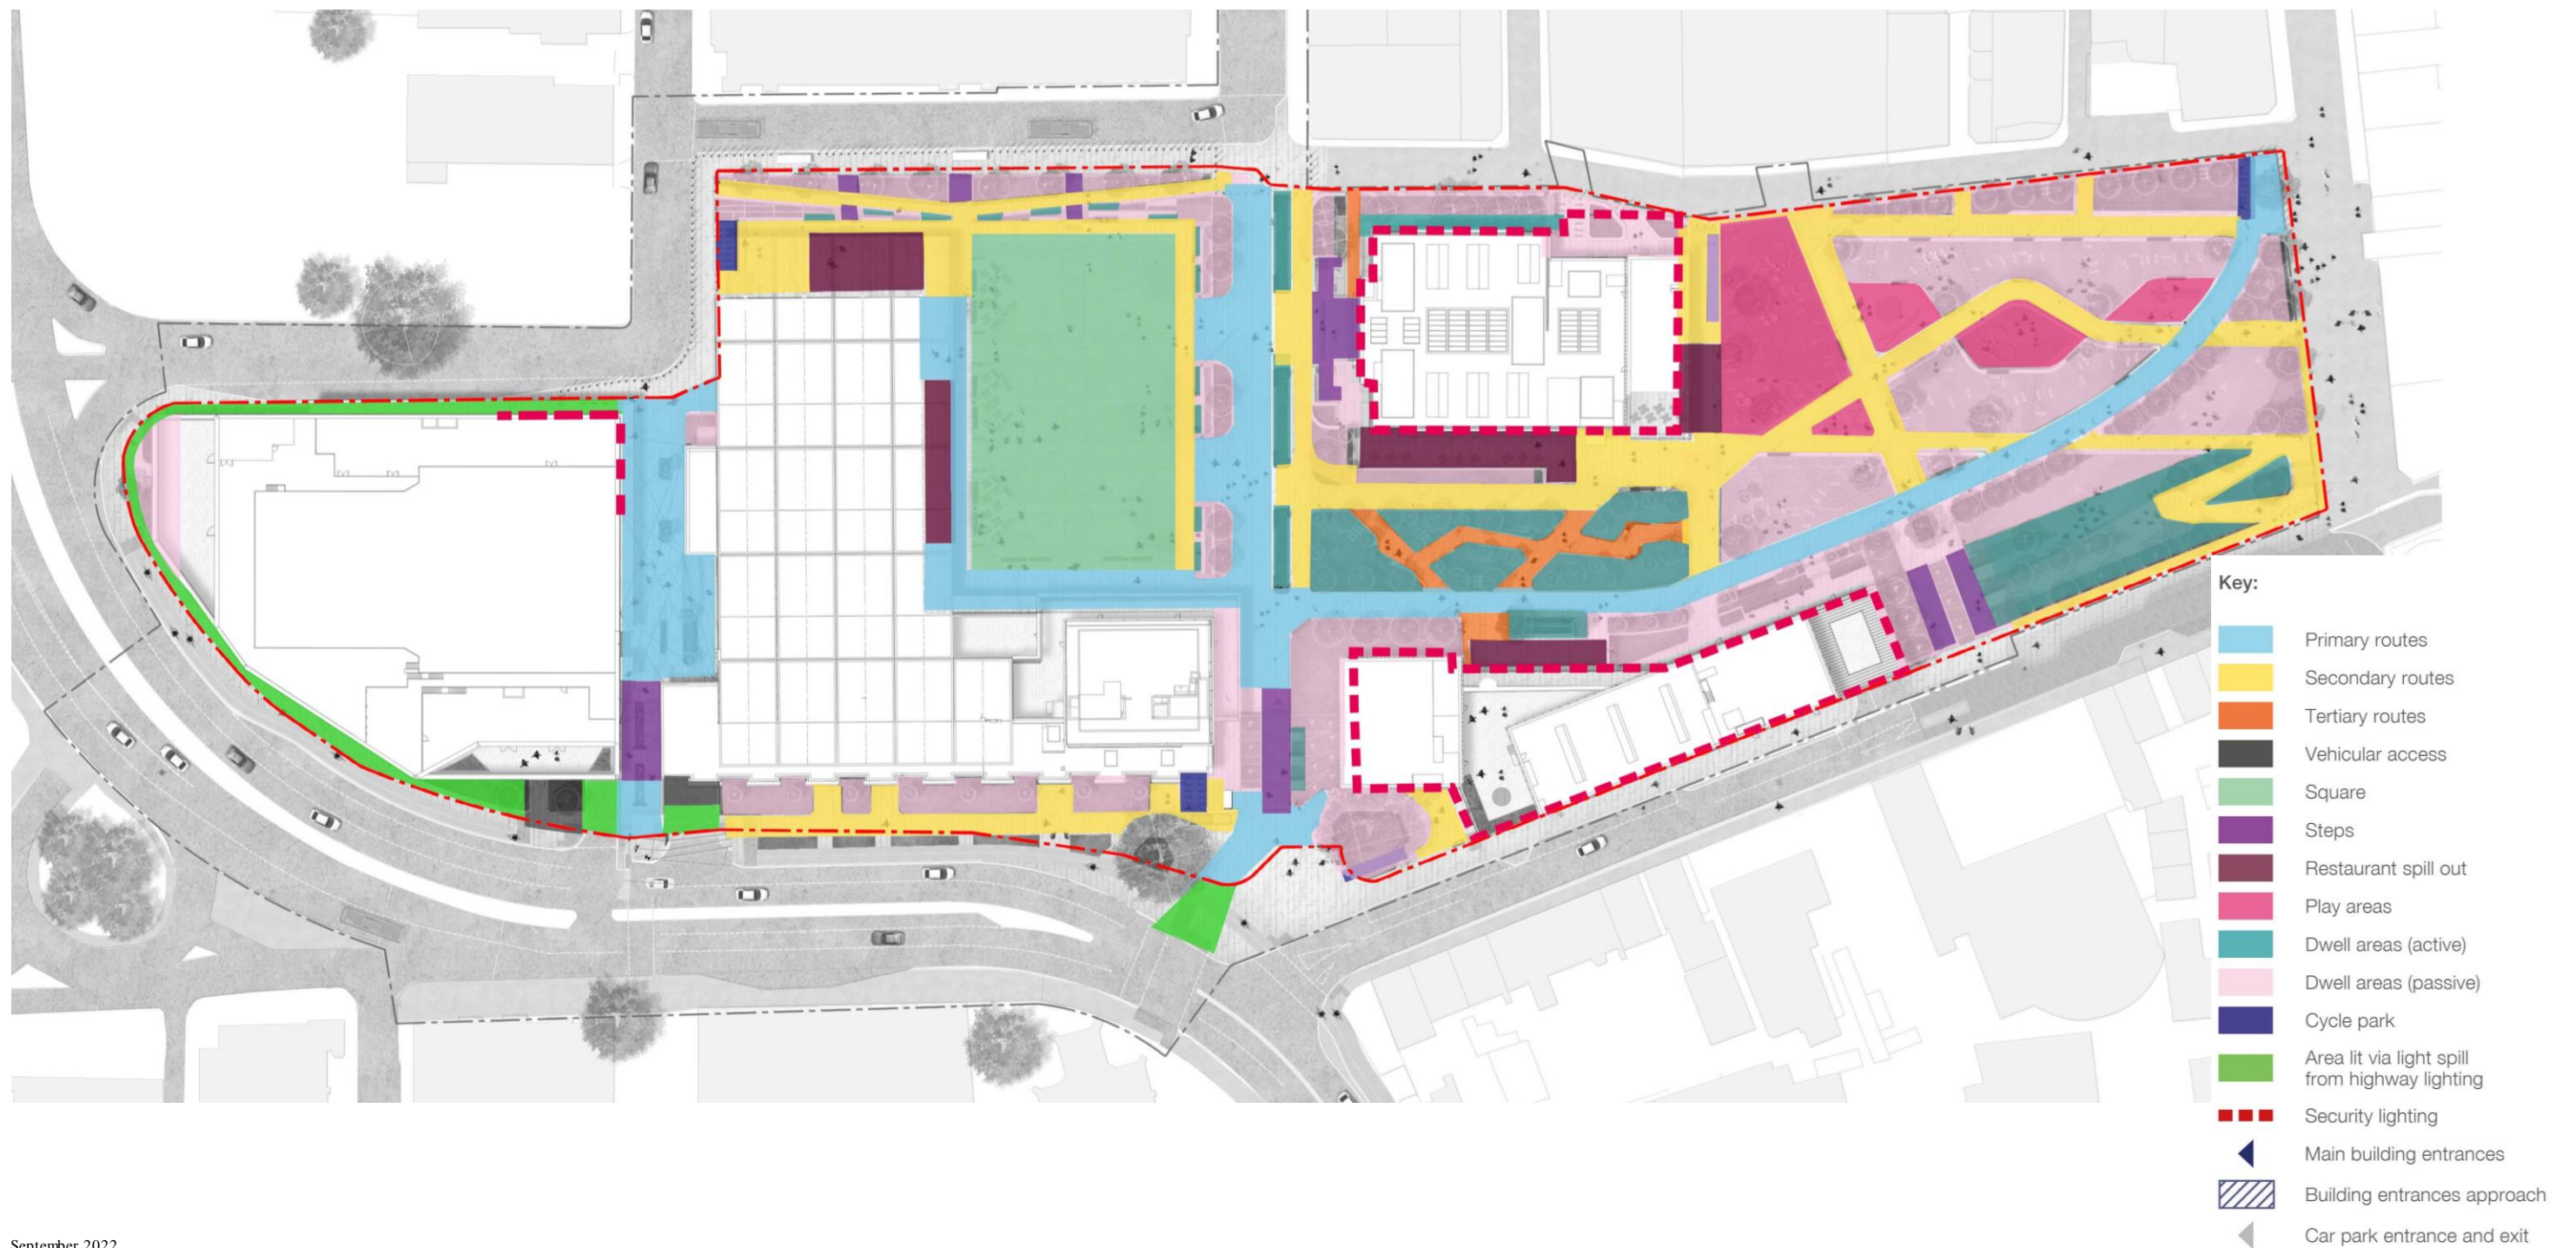 Key:
Primary routes
Secondary routes
Tertiary routes
Vehicular access
Square
Steps
Restaurant spill out
Play areas
Dwell areas (active)
Dwell areas (passive)
Cycle park
Area lit via light spill
from highway lighting
Security lighting
Main building entrances
Building entrances approach
Car park entrance and exit
September 2022